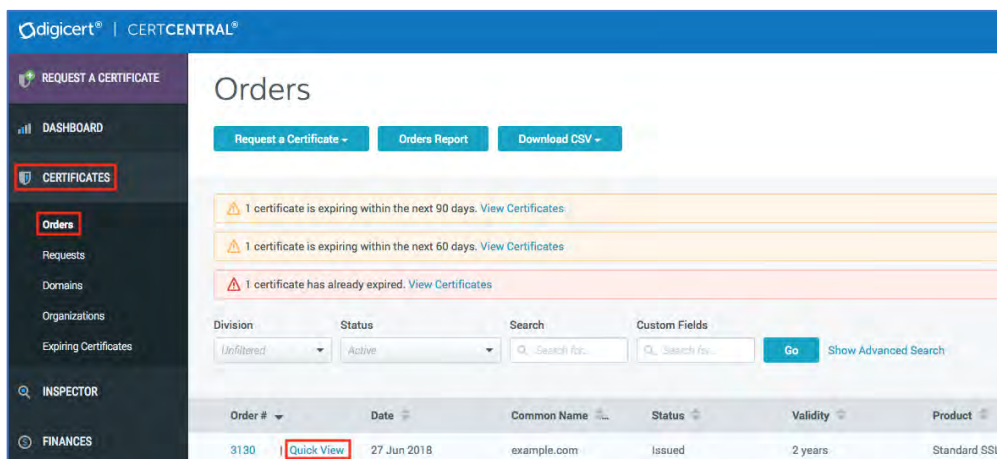 digicert® | CERTCENTRAL®
REQUEST A CERTIFICATE
DASHBOARD
CERTIFICATES
Orders
Requests
Domains
Organizations
Expiring Certificates
INSPECTOR
FINANCES
Orders
Request a Certificate
Orders Report
Download CSV
1 certificate is expiring within the next 90 days. View Certificates
1 certificate is expiring within the next 60 days. View Certificates
1 certificate has already expired. View Certificates
Division Status Search Custom Fields
Unfiltered Active Search for... Search for... Go Show Advanced Search
Order # Date Common Name ... Status Validity Product
3130 | Quick View 27 Jun 2018 example.com Issued 2 years Standard SSL